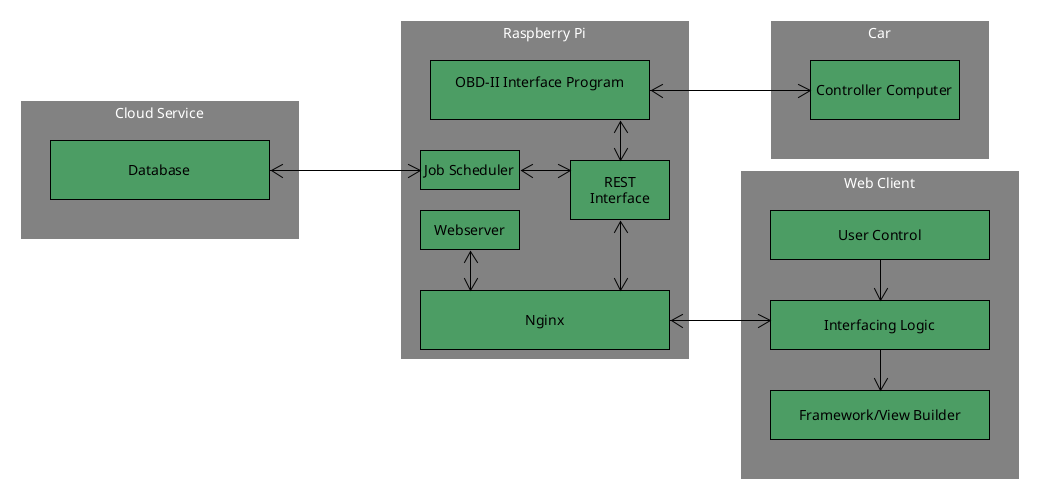 Cloud Service
Database
Raspberry Pi
OBD-II Interface Program
Job Scheduler
REST
Interface
Webserver
Nginx
Car
Controller Computer
Web Client
User Control
Interfacing Logic
Framework/View Builder